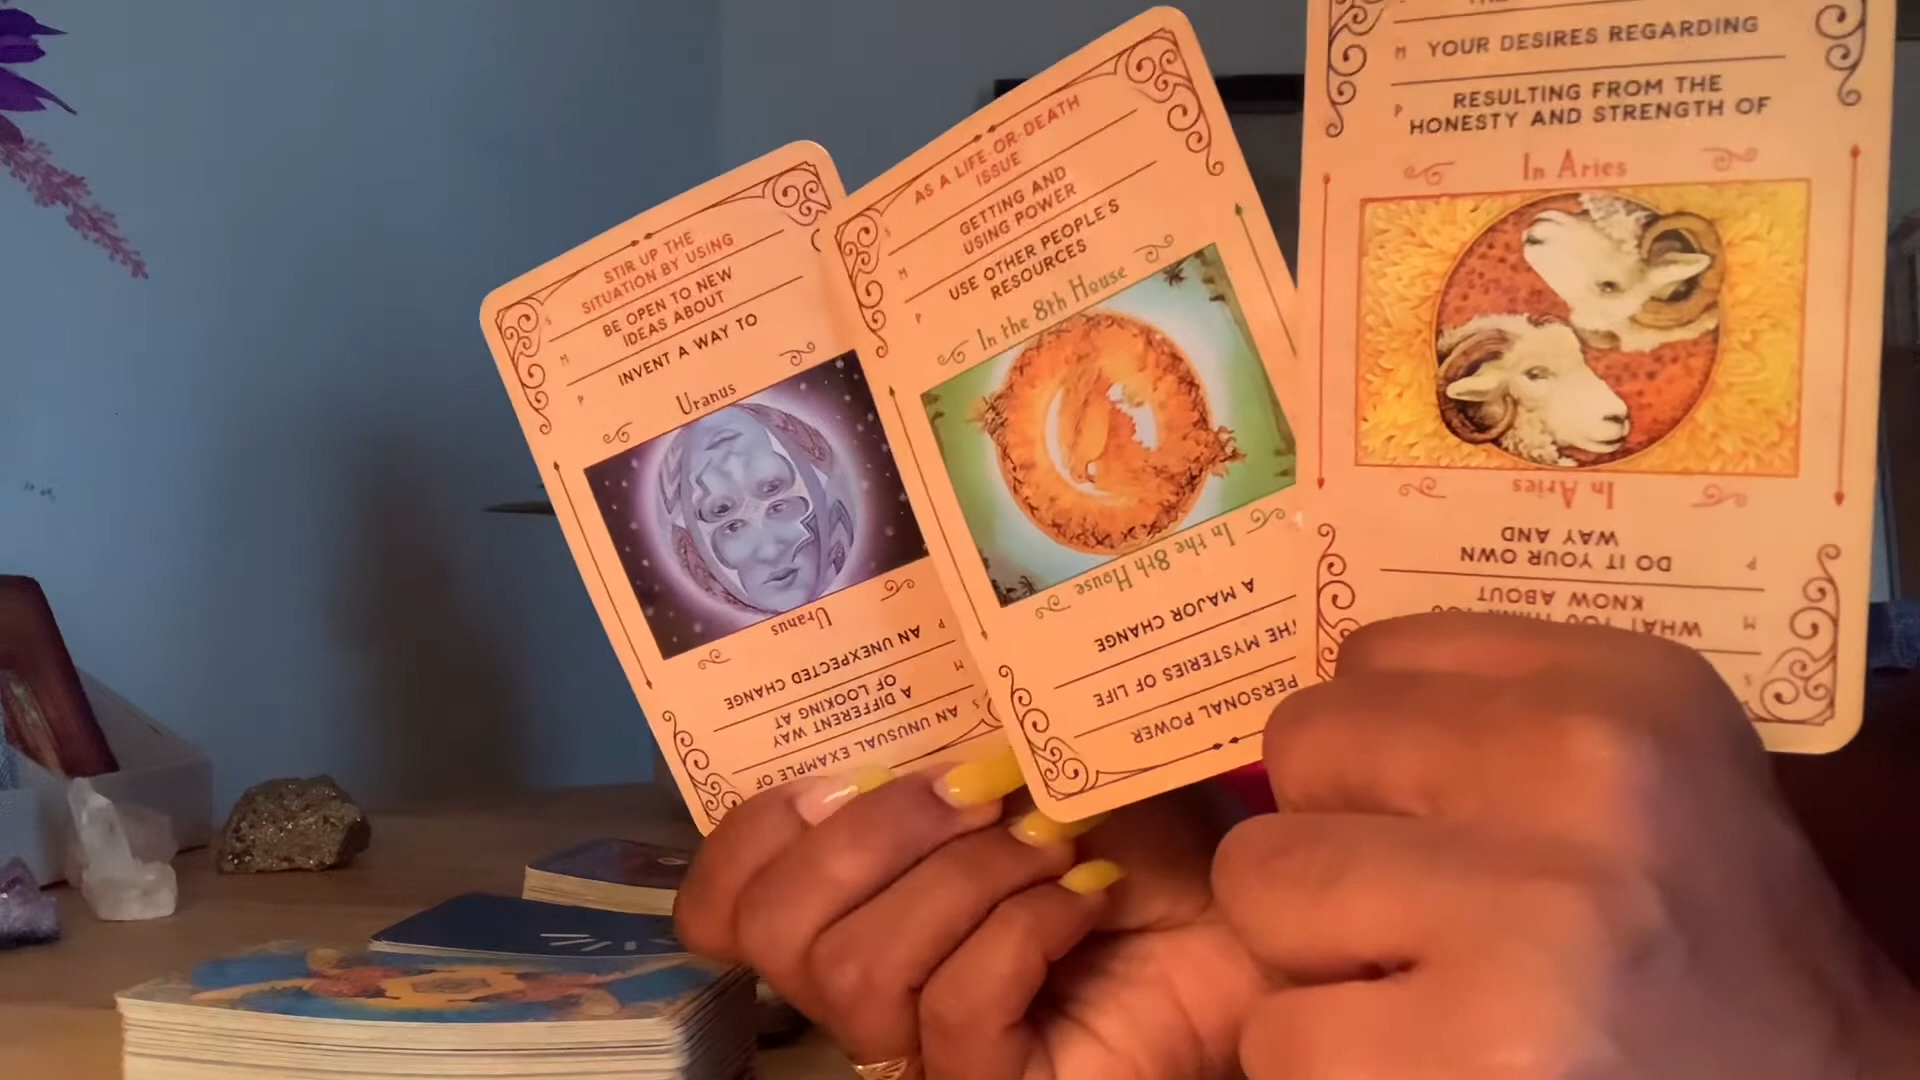 STIR UP THE
SITUATION BY USING
S
BE OPEN TO NEW
IDEAS ABOUT
M
INVENT A WAY TO
P
Uranus
Uranus
P
AN UNEXPECTED CHANGE
M
A DIFFERENT WAY
OF LOOKING AT
S
AN UNUSUAL EXAMPLE OF
AS A LIFE-OR-DEATH
ISSUE
S
GETTING AND
USING POWER
M
USE OTHER PEOPLE'S
RESOURCES
P
In the 8th House
In the 8th House
A MAJOR CHANGE
THE MYSTERIES OF LIFE
PERSONAL POWER
M YOUR DESIRES REGARDING
P RESULTING FROM THE
HONESTY AND STRENGTH OF
In Aries
In Aries
P DO IT YOUR OWN
WAY AND
M WHAT YOU THINK YOU
KNOW ABOUT
S